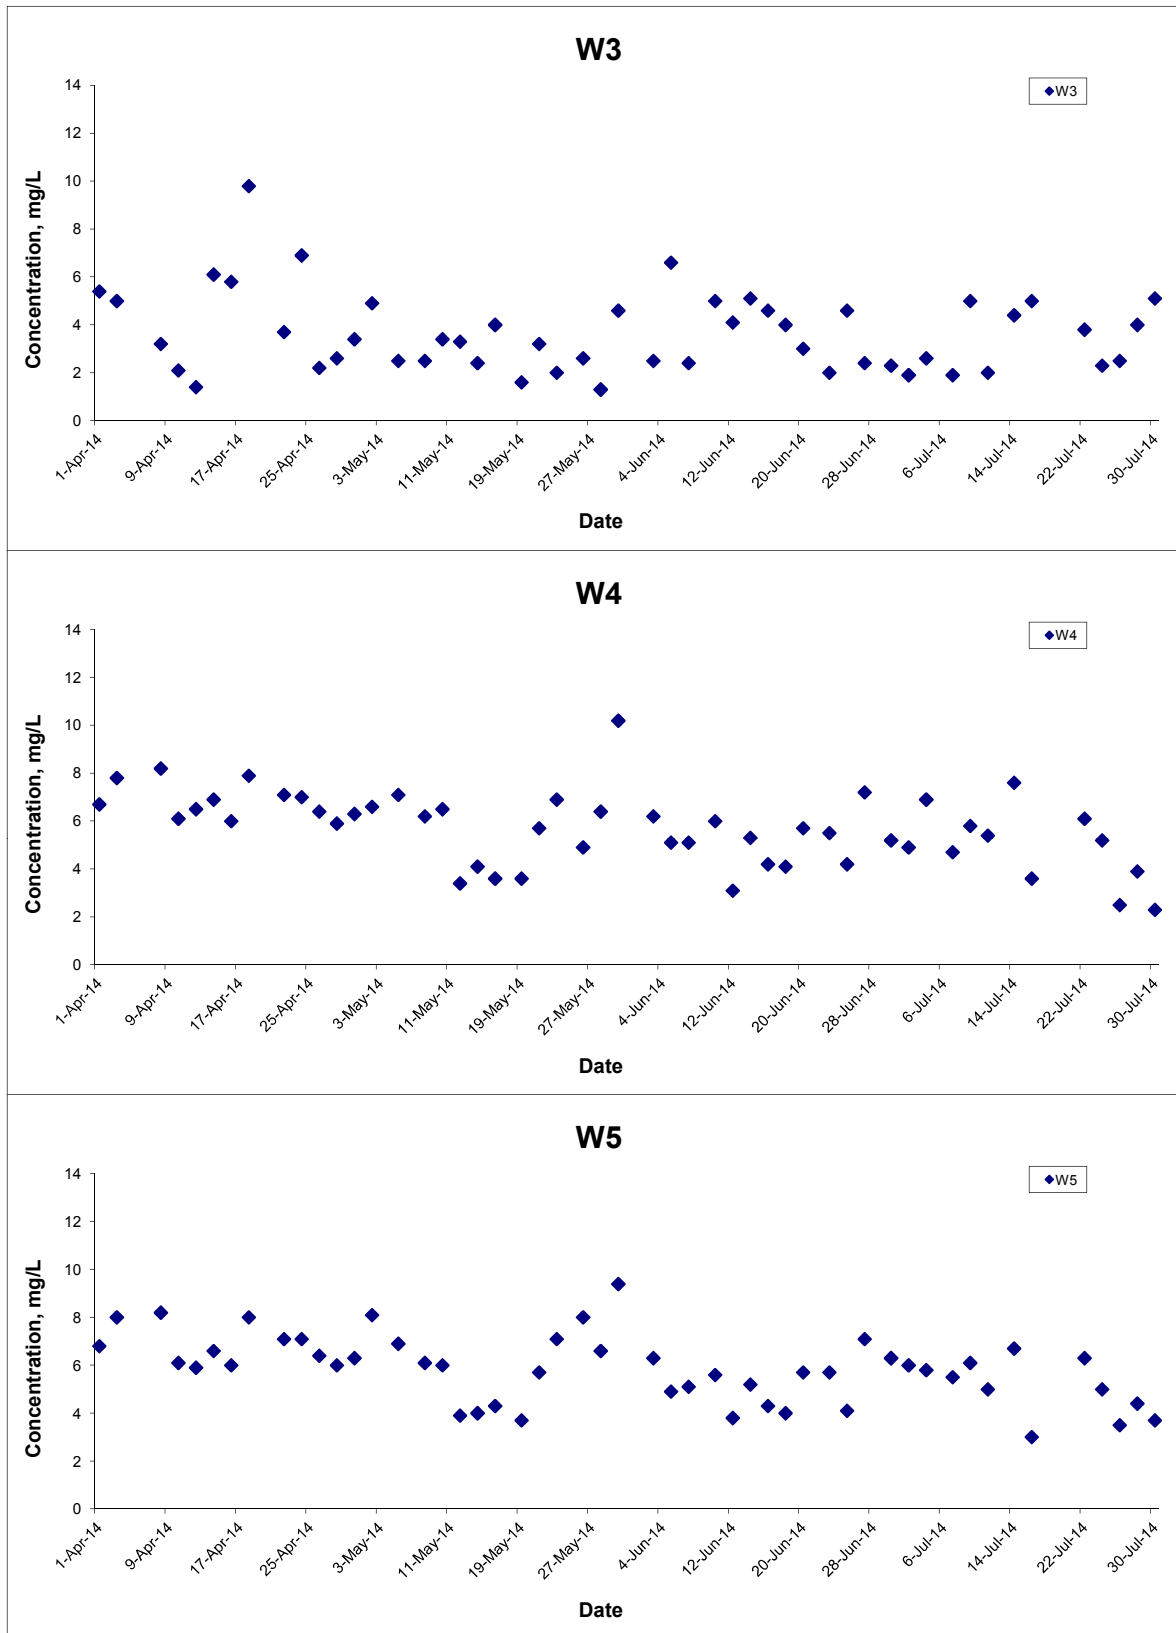 W3
W3
Concentration, mg/L
14
12
10
8
6
4
2
0
1-Apr-14
9-Apr-14
17-Apr-14
25-Apr-14
3-May-14
11-May-14
19-May-14
27-May-14
4-Jun-14
12-Jun-14
20-Jun-14
28-Jun-14
6-Jul-14
14-Jul-14
22-Jul-14
30-Jul-14
Date
W4
W4
Concentration, mg/L
14
12
10
8
6
4
2
0
1-Apr-14
9-Apr-14
17-Apr-14
25-Apr-14
3-May-14
11-May-14
19-May-14
27-May-14
4-Jun-14
12-Jun-14
20-Jun-14
28-Jun-14
6-Jul-14
14-Jul-14
22-Jul-14
30-Jul-14
Date
W5
W5
Concentration, mg/L
14
12
10
8
6
4
2
0
1-Apr-14
9-Apr-14
17-Apr-14
25-Apr-14
3-May-14
11-May-14
19-May-14
27-May-14
4-Jun-14
12-Jun-14
20-Jun-14
28-Jun-14
6-Jul-14
14-Jul-14
22-Jul-14
30-Jul-14
Date